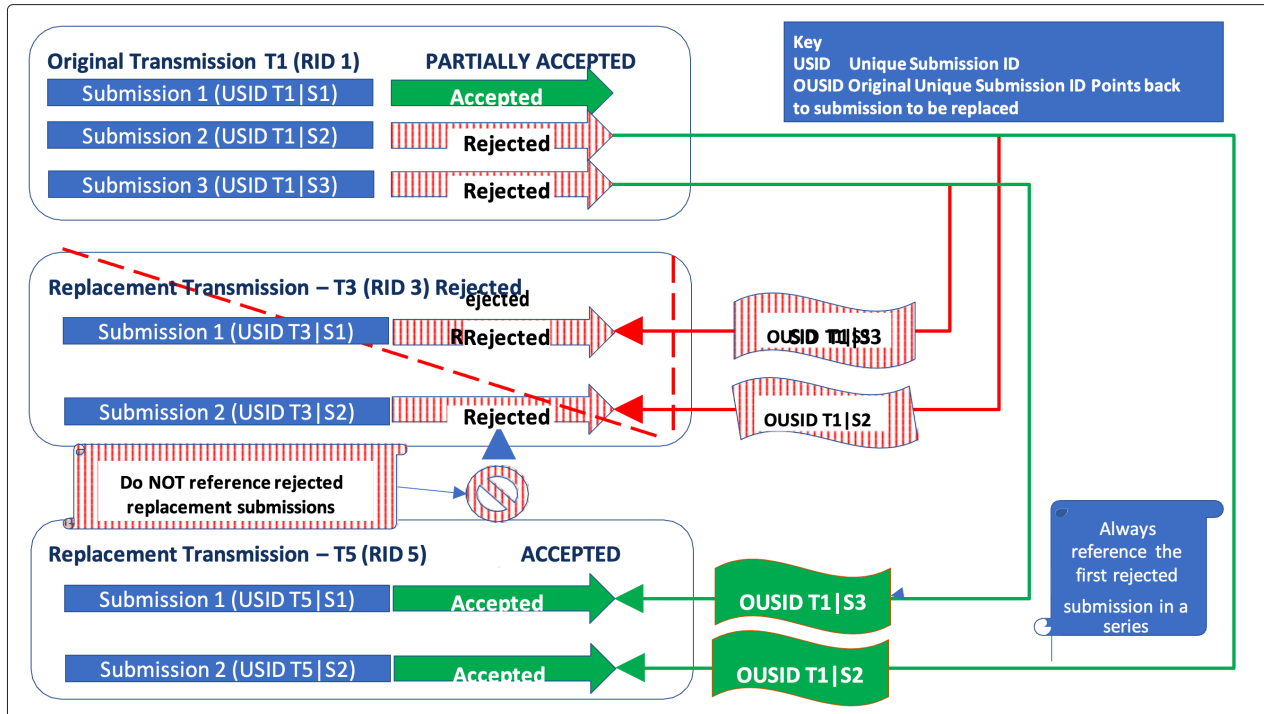 Original Transmission T1 (RID 1)
PARTIALLY ACCEPTED
Submission 1 (USID T1|S1)
Accepted
Submission 2 (USID T1|S2)
Rejected
Submission 3 (USID T1|S3)
Rejected
Key
USID Unique Submission ID
OUSID Original Unique Submission ID Points back
to submission to be replaced
Replacement Transmission – T3 (RID 3) Rejected
ejected
Submission 1 (USID T3|S1)
RRejected
OUSID T1|S3
Submission 2 (USID T3|S2)
Rejected
OUSID T1|S2
Do NOT reference rejected
replacement submissions
Replacement Transmission – T5 (RID 5)
ACCEPTED
Submission 1 (USID T5|S1)
Accepted
OUSID T1|S3
Submission 2 (USID T5|S2)
Accepted
OUSID T1|S2
Always
reference the
first rejected
submission in a
series